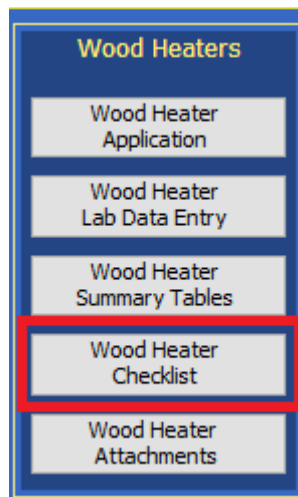 Wood Heaters
Wood Heater
Application
Wood Heater
Lab Data Entry
Wood Heater
Summary Tables
Wood Heater
Checklist
Wood Heater
Attachments